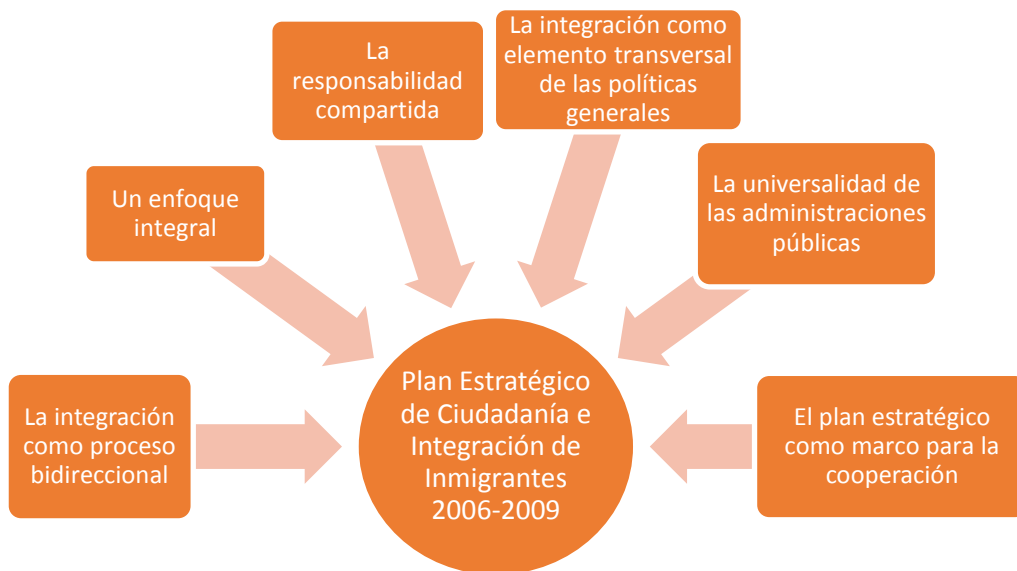 La integración
como proceso
bidireccional
Un enfoque
integral
La
responsabilidad
compartida
La integración como
elemento transversal
de las políticas
generales
La universalidad de
las administraciones
públicas
El plan estratégico
como marco para la
cooperación
Plan Estratégico
de Ciudadanía e
Integración de
Inmigrantes
2006-2009